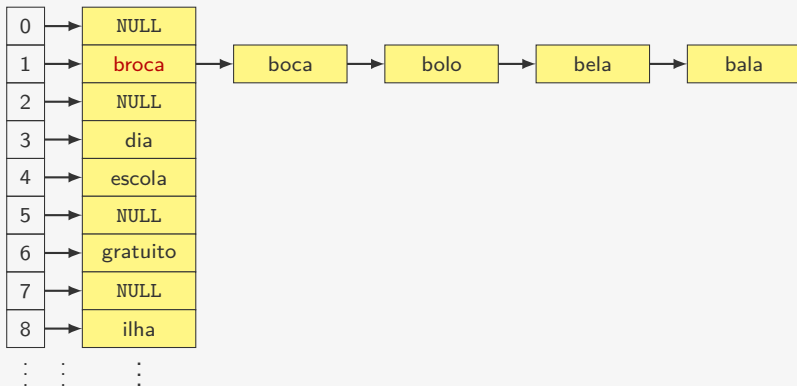 0 NULL
1 broca boca bolo bela bala
2 NULL
3 dia
4 escola
5 NULL
6 gratuito
7 NULL
8 ilha